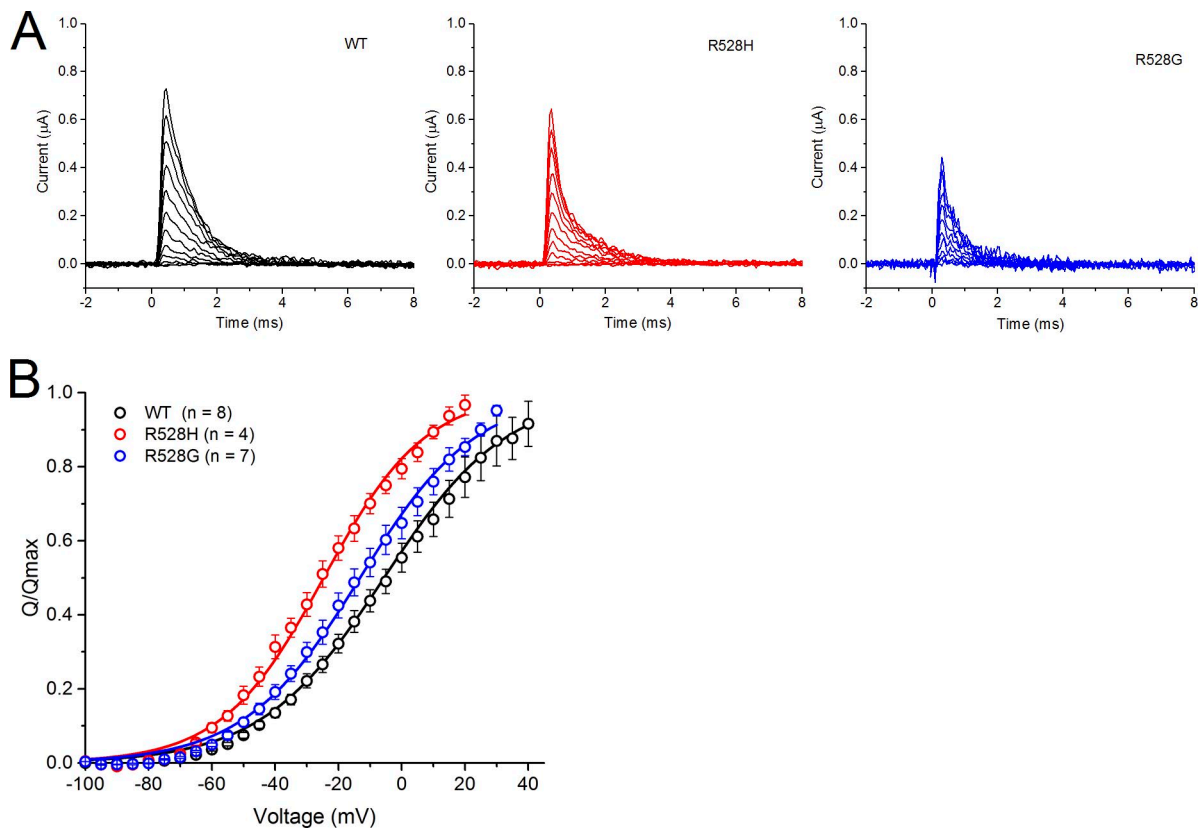 A
WT
R528H
R528G
Current (µA)
1.0
0.8
0.6
0.4
0.2
0.0
-2 0 2 4 6 8
Time (ms)
Current (µA)
1.0
0.8
0.6
0.4
0.2
0.0
-2 0 2 4 6 8
Time (ms)
Current (µA)
1.0
0.8
0.6
0.4
0.2
0.0
-2 0 2 4 6 8
Time (ms)
B
WT (n = 8)
R528H (n = 4)
R528G (n = 7)
Q/Qmax
1.0
0.8
0.6
0.4
0.2
0.0
-100 -80 -60 -40 -20 0 20 40
Voltage (mV)